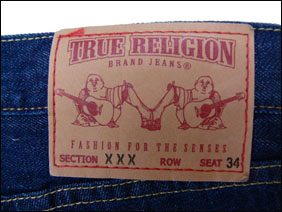 TRUE RELIGION
BRAND JEANS®
FASHION FOR THE SENSES
SECTION XXX ROW SEAT 34